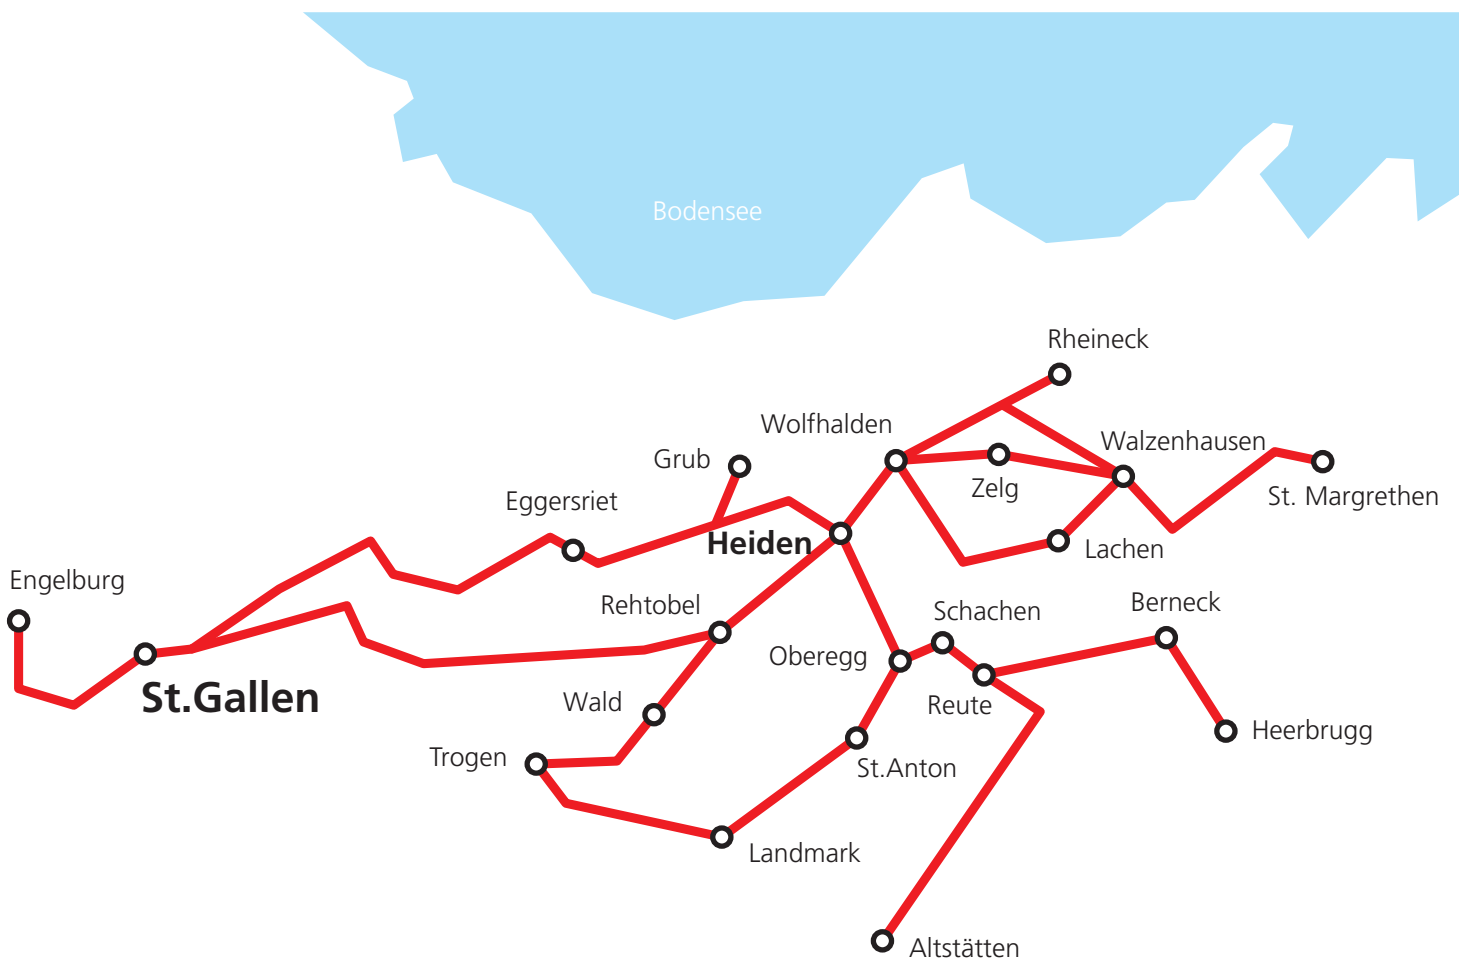 Bodensee
Rheineck
Wolfhalden
Walzenhausen
Grub
Zelg
St. Margrethen
Eggersriet
Heiden
Lachen
Engelburg
Rehtobel
Schachen
Berneck
Oberegg
St.Gallen
Wald
Reute
Heerbrugg
Trogen
St.Anton
Landmark
Altstätten